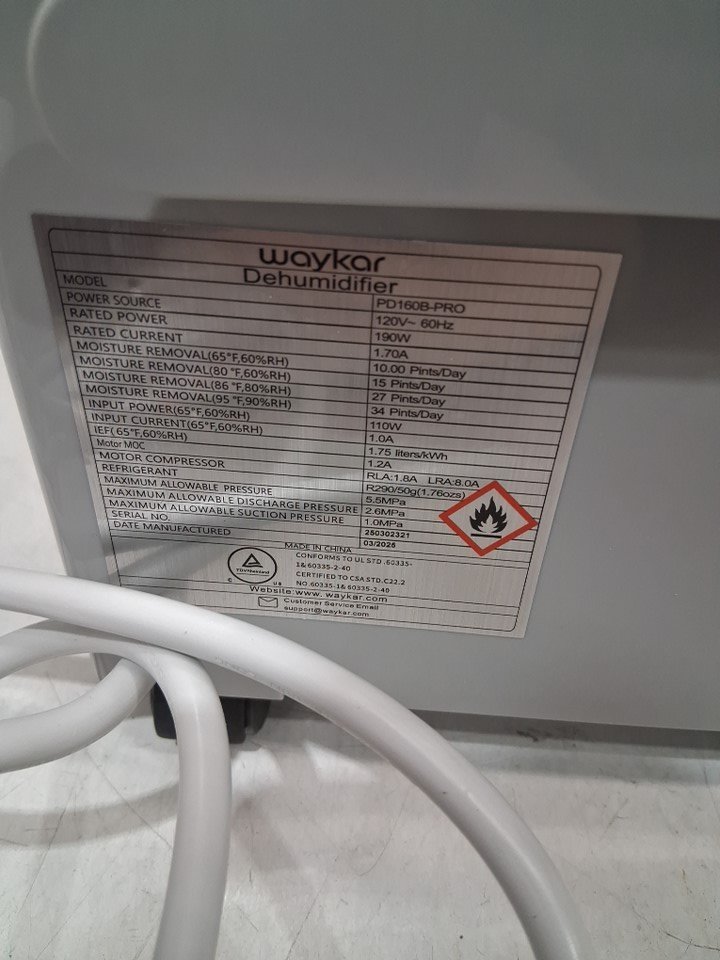 waykar
Dehumidifier
MODEL PD160B-PRO
POWER SOURCE 120V~ 60Hz
RATED POWER 190W
RATED CURRENT 1.70A
MOISTURE REMOVAL(65°F,60%RH) 10.00 Pints/Day
MOISTURE REMOVAL(80 °F,60%RH) 15 Pints/Day
MOISTURE REMOVAL(86 °F,80%RH) 27 Pints/Day
MOISTURE REMOVAL(95 °F,90%RH) 34 Pints/Day
INPUT POWER(65°F,60%RH) 110W
INPUT CURRENT(65°F,60%RH) 1.0A
IEF(65°F,60%RH) 1.75 liters/kWh
Motor MOC 1.2A
MOTOR COMPRESSOR RLA:1.8A LRA:8.0A
REFRIGERANT R290/50g(1.76ozs)
MAXIMUM ALLOWABLE PRESSURE 5.5MPa
MAXIMUM ALLOWABLE DISCHARGE PRESSURE 2.6MPa
MAXIMUM ALLOWABLE SUCTION PRESSURE 1.0MPa
SERIAL NO. 250302321
DATE MANUFACTURED 03/2025
MADE IN CHINA
TÜVRheinland
C US
CONFORMS TO UL STD .60335-
1& 60335-2-40
CERTIFIED TO CSA STD.C22.2
NO.60335-1& 60335-2-40
Website:www. waykar.com
Customer Service Email
support@waykar.com